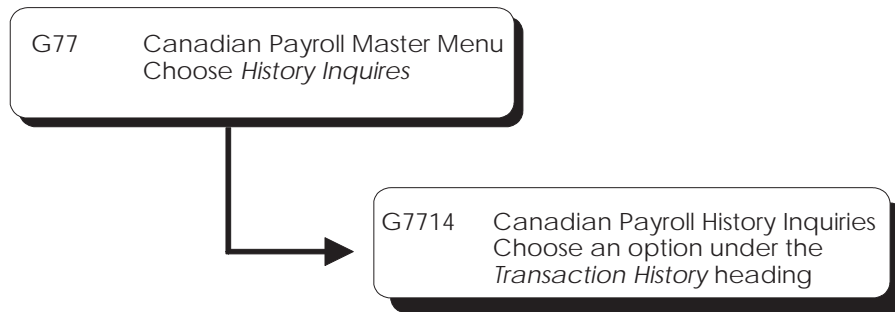 G77 Canadian Payroll Master Menu
Choose History Inquires
G7714 Canadian Payroll History Inquiries
Choose an option under the
Transaction History heading